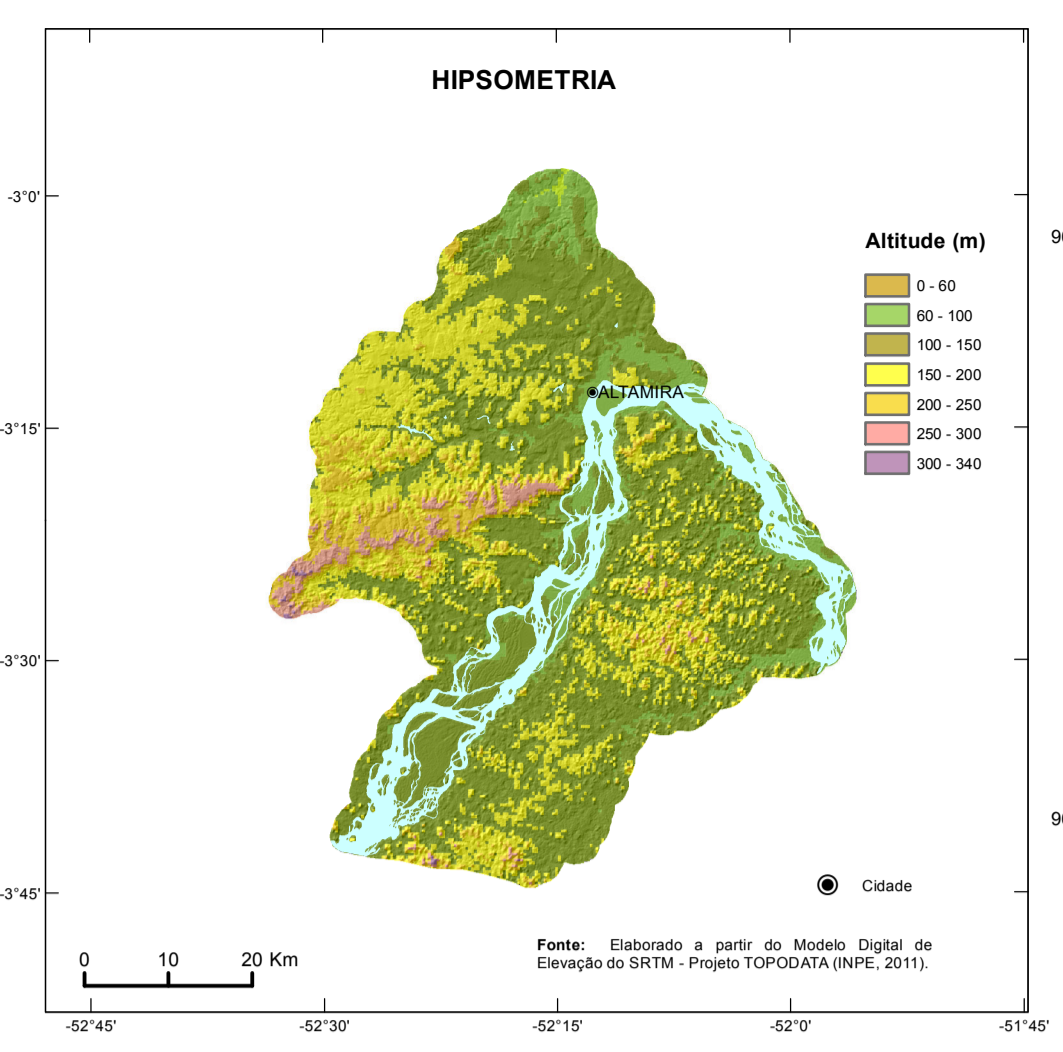 HIPSOMETRIA
-3°0'
Altitude (m)
0 - 60
60 - 100
100 - 150
150 - 200
200 - 250
250 - 300
300 - 340
ALTAMIRA
-3°15'
-3°30'
-3°45'
Cidade
Fonte: Elaborado a partir do Modelo Digital de
Elevação do SRTM - Projeto TOPODATA (INPE, 2011).
0 10 20 Km
-52°45' -52°30' -52°15' -52°0' -51°45'